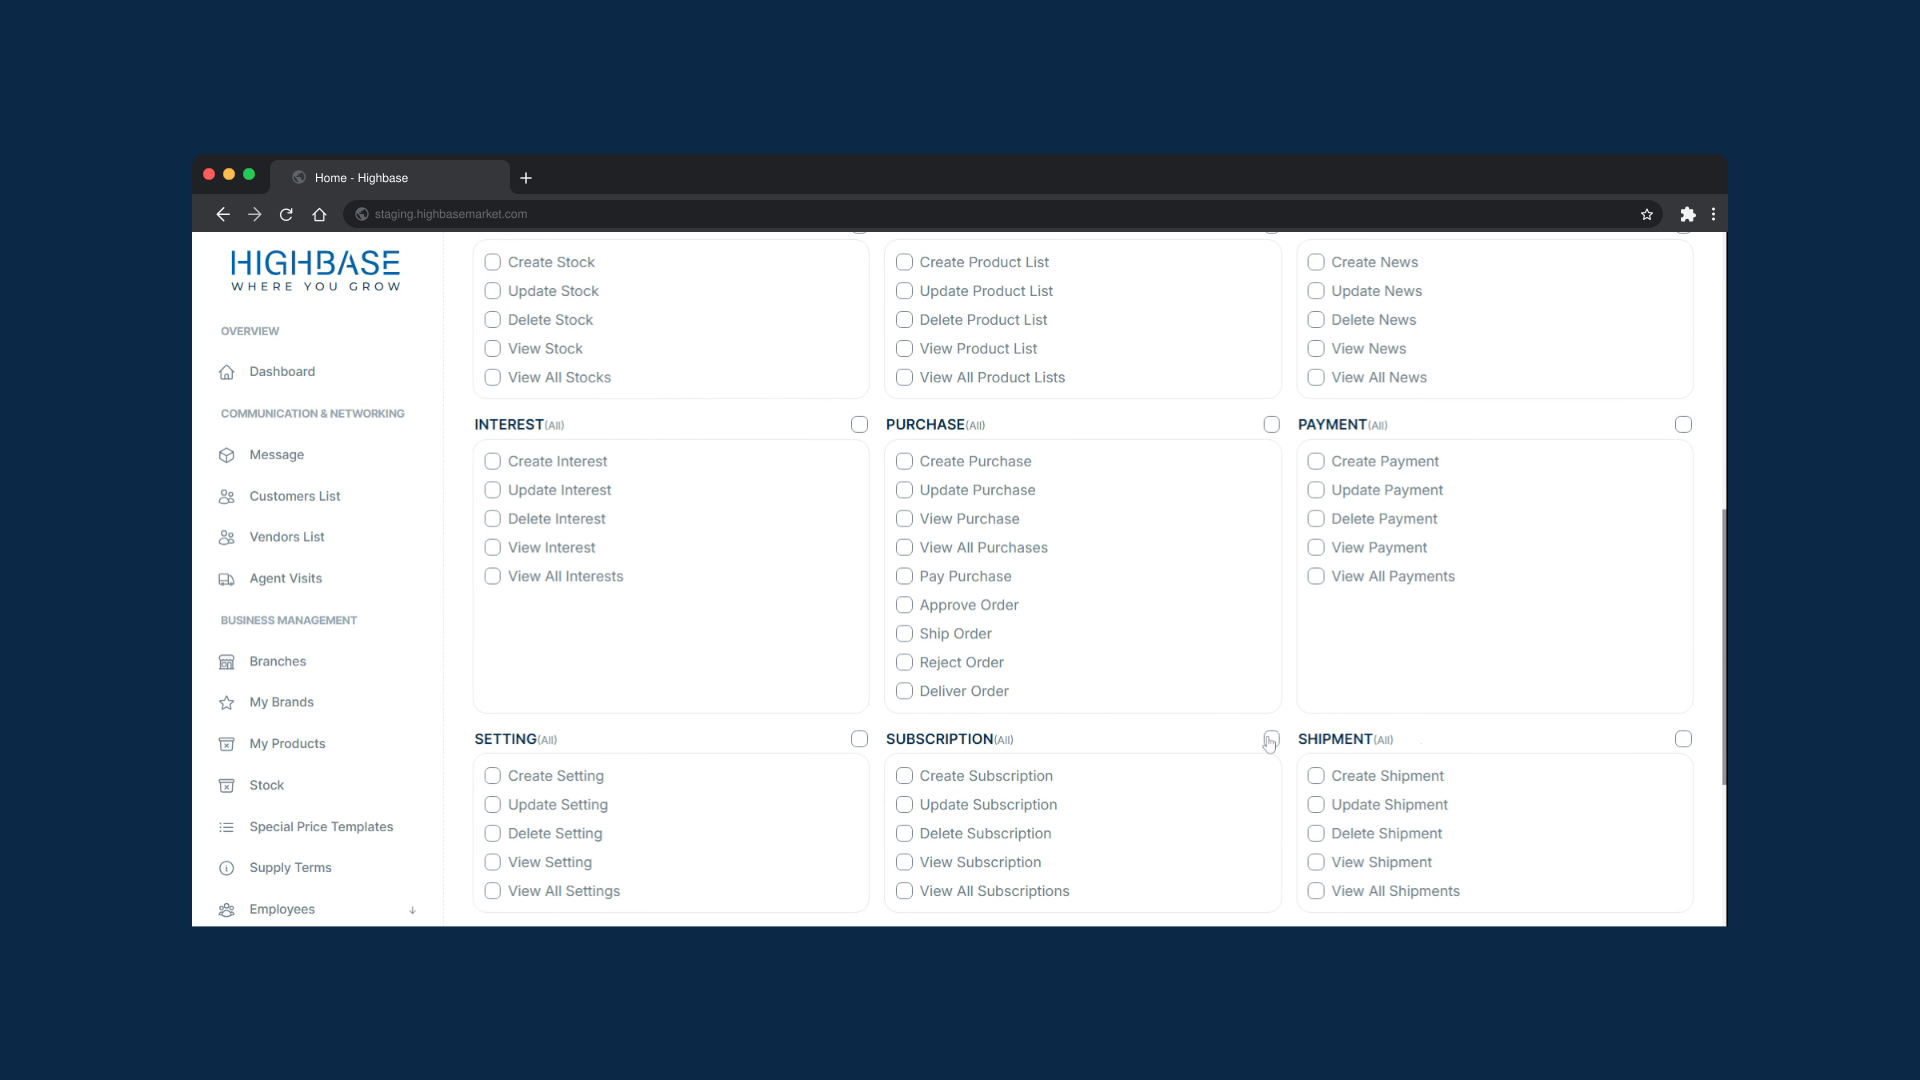 Home - Highbase
staging.highbasemarket.com
HIGHBASE
WHERE YOU GROW
OVERVIEW
Dashboard
COMMUNICATION & NETWORKING
Message
Customers List
Vendors List
Agent Visits
BUSINESS MANAGEMENT
Branches
My Brands
My Products
Stock
Special Price Templates
Supply Terms
Employees
Create Stock
Update Stock
Delete Stock
View Stock
View All Stocks
Create Product List
Update Product List
Delete Product List
View Product List
View All Product Lists
Create News
Update News
Delete News
View News
View All News
INTEREST(All)
Create Interest
Update Interest
Delete Interest
View Interest
View All Interests
PURCHASE(All)
Create Purchase
Update Purchase
View Purchase
View All Purchases
Pay Purchase
Approve Order
Ship Order
Reject Order
Deliver Order
PAYMENT(All)
Create Payment
Update Payment
Delete Payment
View Payment
View All Payments
SETTING(All)
Create Setting
Update Setting
Delete Setting
View Setting
View All Settings
SUBSCRIPTION(All)
Create Subscription
Update Subscription
Delete Subscription
View Subscription
View All Subscriptions
SHIPMENT(All)
Create Shipment
Update Shipment
Delete Shipment
View Shipment
View All Shipments